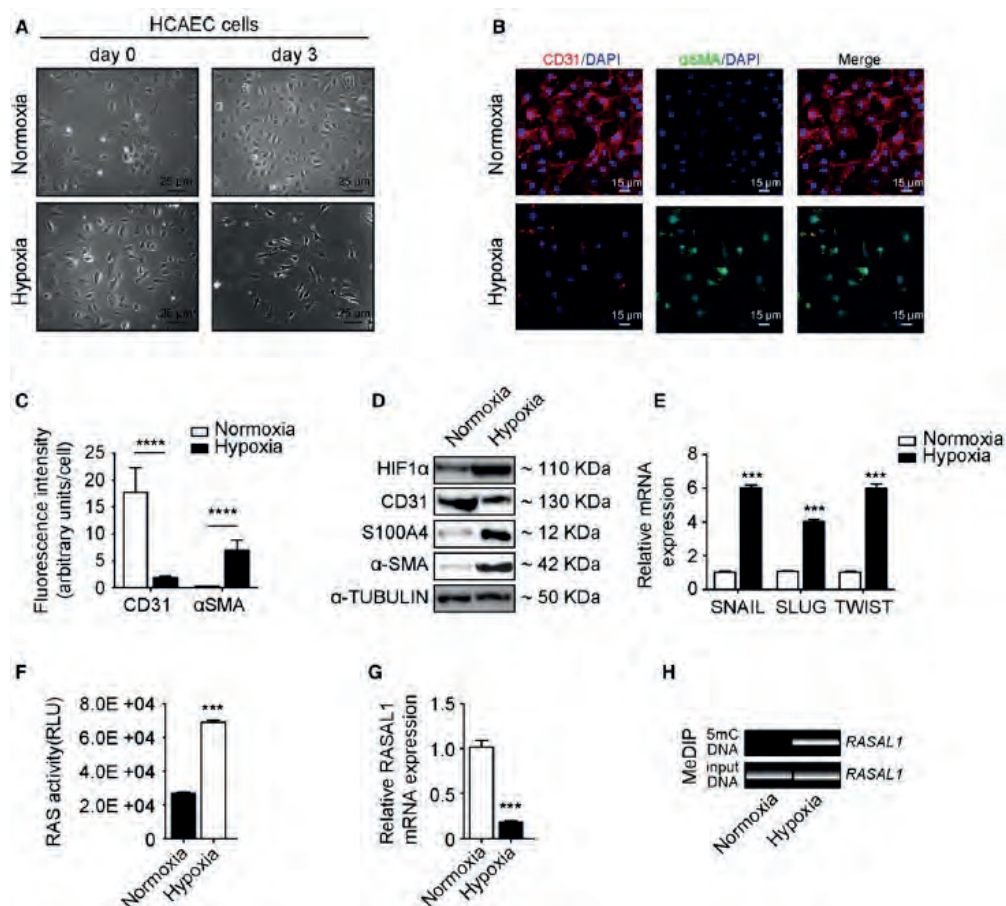 A
HCAEC cells
day 0
day 3
Normoxia
25 µm
25 µm
Hypoxia
25 µm
25 µm
B
CD31/DAPI
αSMA/DAPI
Merge
Normoxia
15 µm
15 µm
15 µm
Hypoxia
15 µm
15 µm
15 µm
C
Normoxia
Hypoxia
Fluorescence intensity
(arbitrary units/cell)
25
20
15
10
5
0
****
****
CD31
αSMA
D
Normoxia
Hypoxia
HIF1α
~ 110 KDa
CD31
~ 130 KDa
S100A4
~ 12 KDa
α-SMA
~ 42 KDa
α-TUBULIN
~ 50 KDa
E
Normoxia
Hypoxia
Relative mRNA
expression
8
6
4
2
0
***
***
***
SNAIL
SLUG
TWIST
F
RAS activity(RLU)
8.0E +04
6.0E +04
4.0E +04
2.0E +04
0
***
Normoxia
Hypoxia
G
Relative RASAL1
mRNA expression
1.5
1.0
0.5
0
***
Normoxia
Hypoxia
H
MeDIP
5mC
DNA
RASAL1
input
DNA
RASAL1
Normoxia
Hypoxia